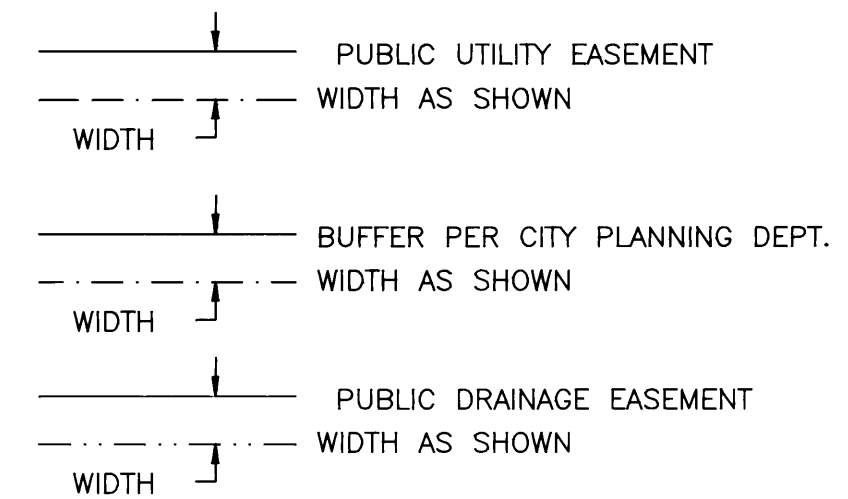 PUBLIC UTILITY EASEMENT
WIDTH AS SHOWN
WIDTH
BUFFER PER CITY PLANNING DEPT.
WIDTH AS SHOWN
WIDTH
PUBLIC DRAINAGE EASEMENT
WIDTH AS SHOWN
WIDTH